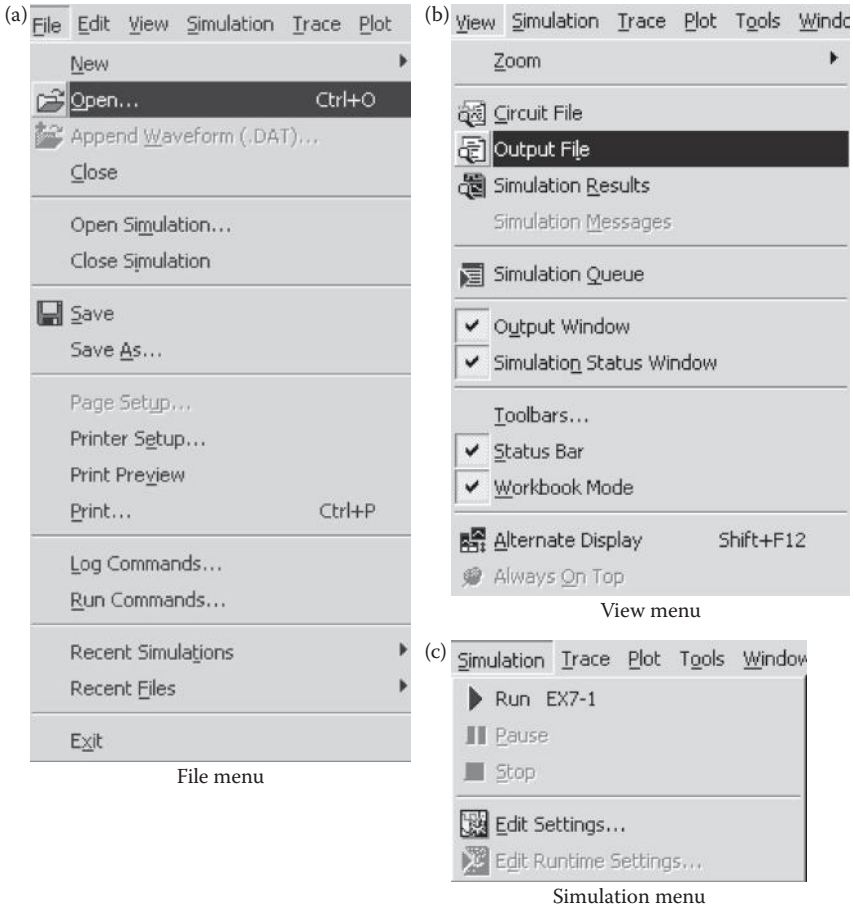 (a)
File Edit View Simulation Trace Plot
New
Open... Ctrl+O
Append Waveform (.DAT)...
Close
Open Simulation...
Close Simulation
Save
Save As...
Page Setup...
Printer Setup...
Print Preview
Print... Ctrl+P
Log Commands...
Run Commands...
Recent Simulations
Recent Files
Exit
File menu
(b)
View Simulation Trace Plot Tools Windo
Zoom
Circuit File
Output File
Simulation Results
Simulation Messages
Simulation Queue
Output Window
Simulation Status Window
Toolbars...
Status Bar
Workbook Mode
Alternate Display Shift+F12
Always On Top
View menu
(c)
Simulation Trace Plot Tools Window
Run EX7-1
Pause
Stop
Edit Settings...
Edit Runtime Settings...
Simulation menu